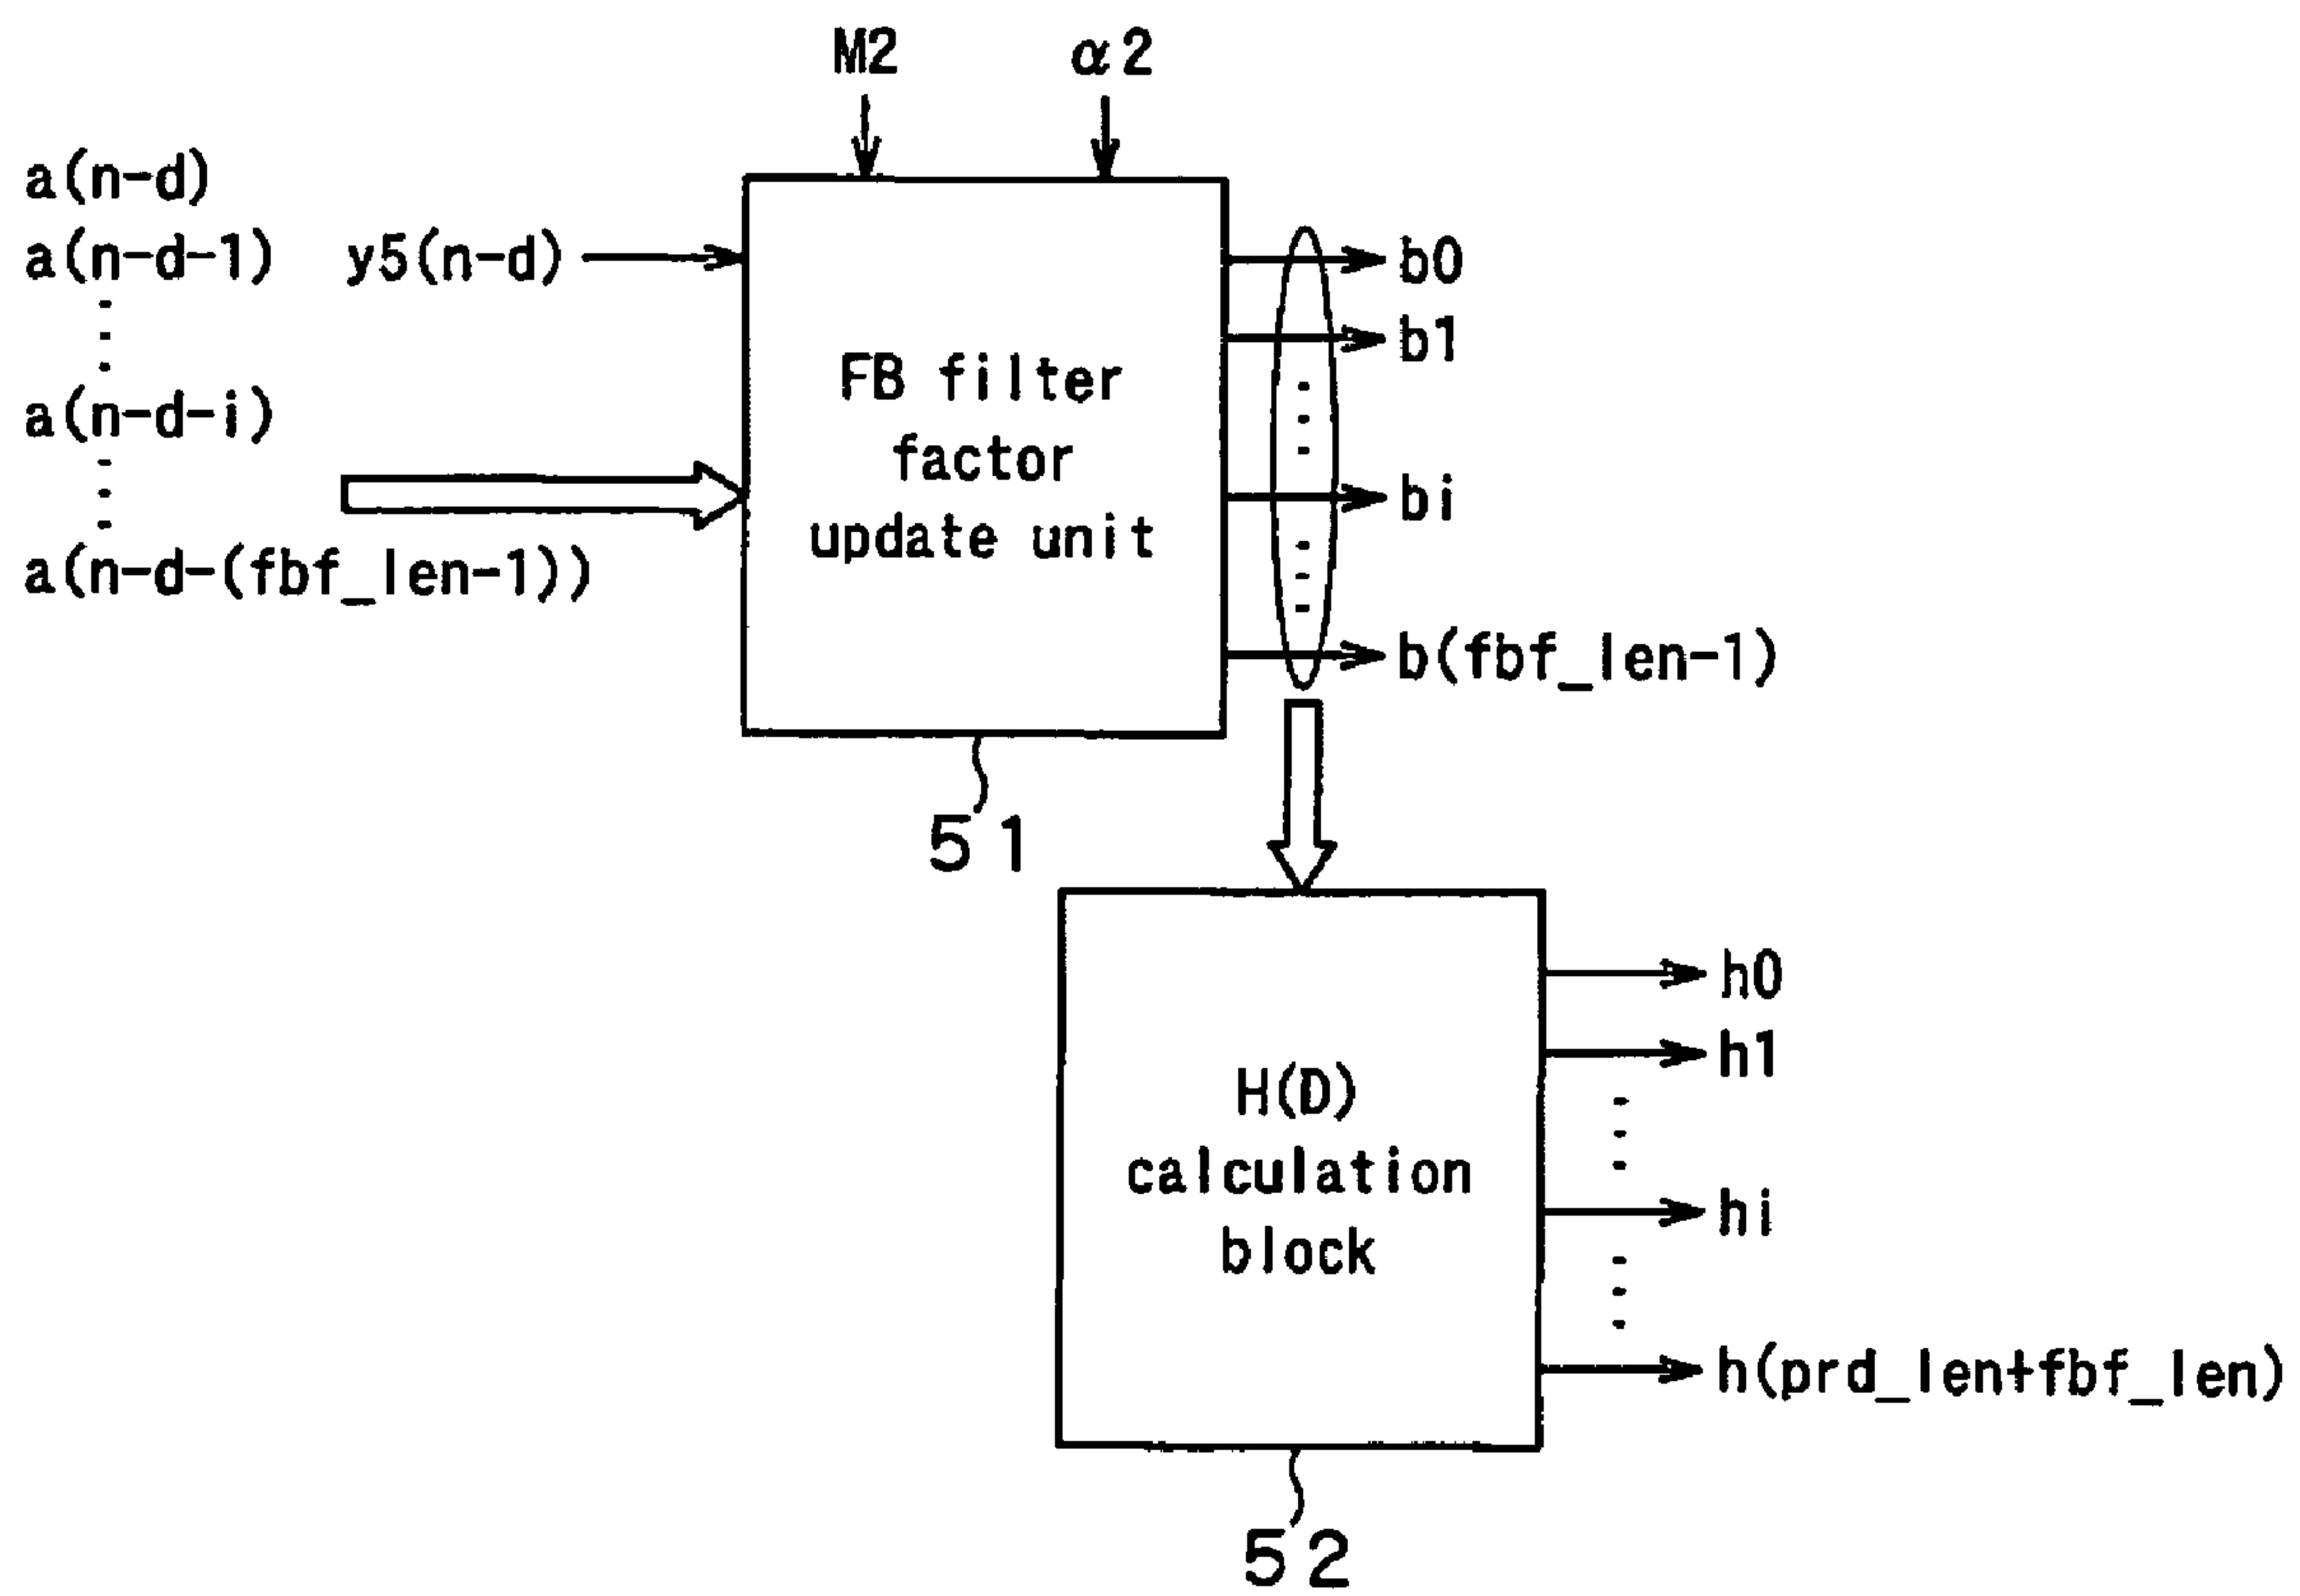 M2 α2
a(n-d)
a(n-d-1) y5(n-d)
a(n-d-i)
a(n-d-(fbf_len-1))
FB filter
factor
update unit
b0
b1
bi
b(fbf_len-1)
51
H(D)
calculation
block
h0
h1
hi
h(prd_len+fbf_len)
52